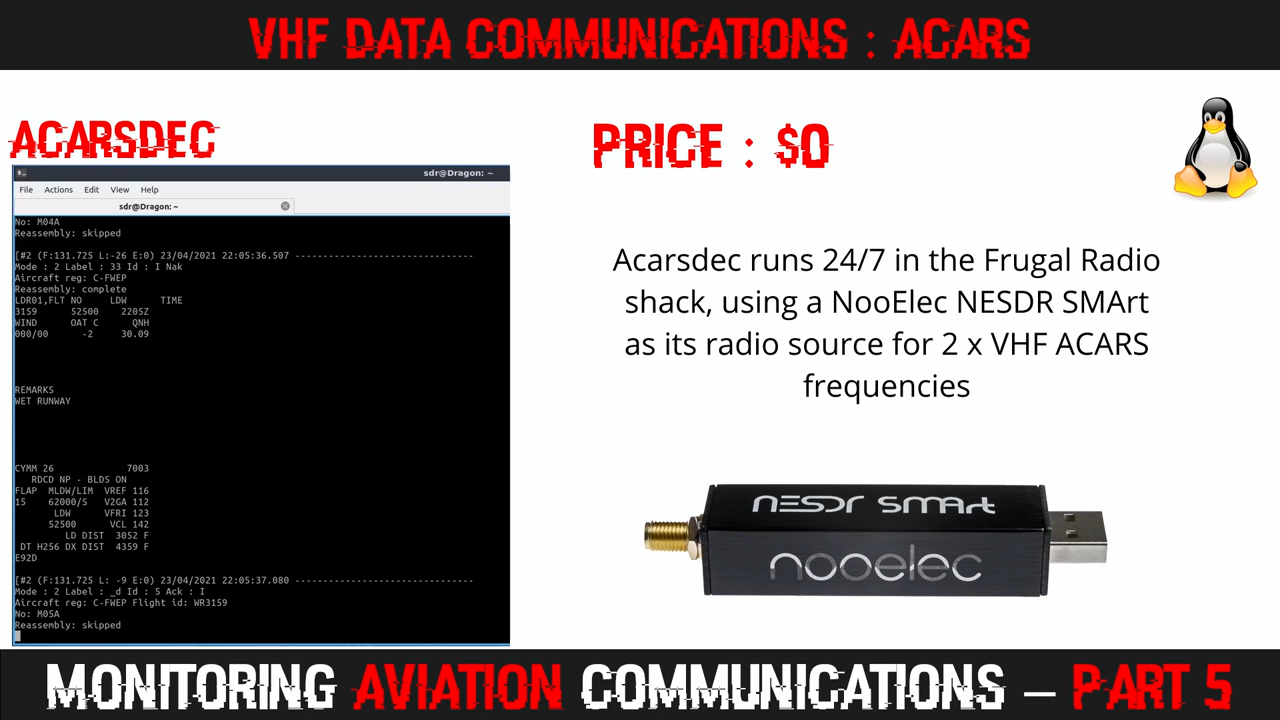 VHF DATA COMMUNICATIONS : ACARS
ACARSDEC
PRICE : $0
sdr@Dragon: ~
File Actions Edit View Help
sdr@Dragon: ~
No: M04A
Reassembly: skipped
[#2 (F:131.725 L:-26 E:0) 23/04/2021 22:05:36.507 --------------------------------
Mode : 2 Label : 33 Id : I Nak
Aircraft reg: C-FWEP
Reassembly: complete
LDR01,FLT NO LDW TIME
3159 52500 2205Z
WIND OAT C QNH
000/00 -2 30.09
REMARKS
WET RUNWAY
CYMM 26 7003
RDCD NP - BLDS ON
FLAP MLDW/LIM VREF 116
15 62000/S V2GA 112
LDW VFRI 123
52500 VCL 142
LD DIST 3052 F
DT H256 DX DIST 4359 F
E92D
[#2 (F:131.725 L: -9 E:0) 23/04/2021 22:05:37.080 --------------------------------
Mode : 2 Label : _d Id : 5 Ack : I
Aircraft reg: C-FWEP Flight id: WR3159
No: M05A
Reassembly: skipped
Acarsdec runs 24/7 in the Frugal Radio
shack, using a NooElec NESDR SMArt
as its radio source for 2 x VHF ACARS
frequencies
NESDR SMArt
nooelec
MONITORING AVIATION COMMUNICATIONS – PART 5